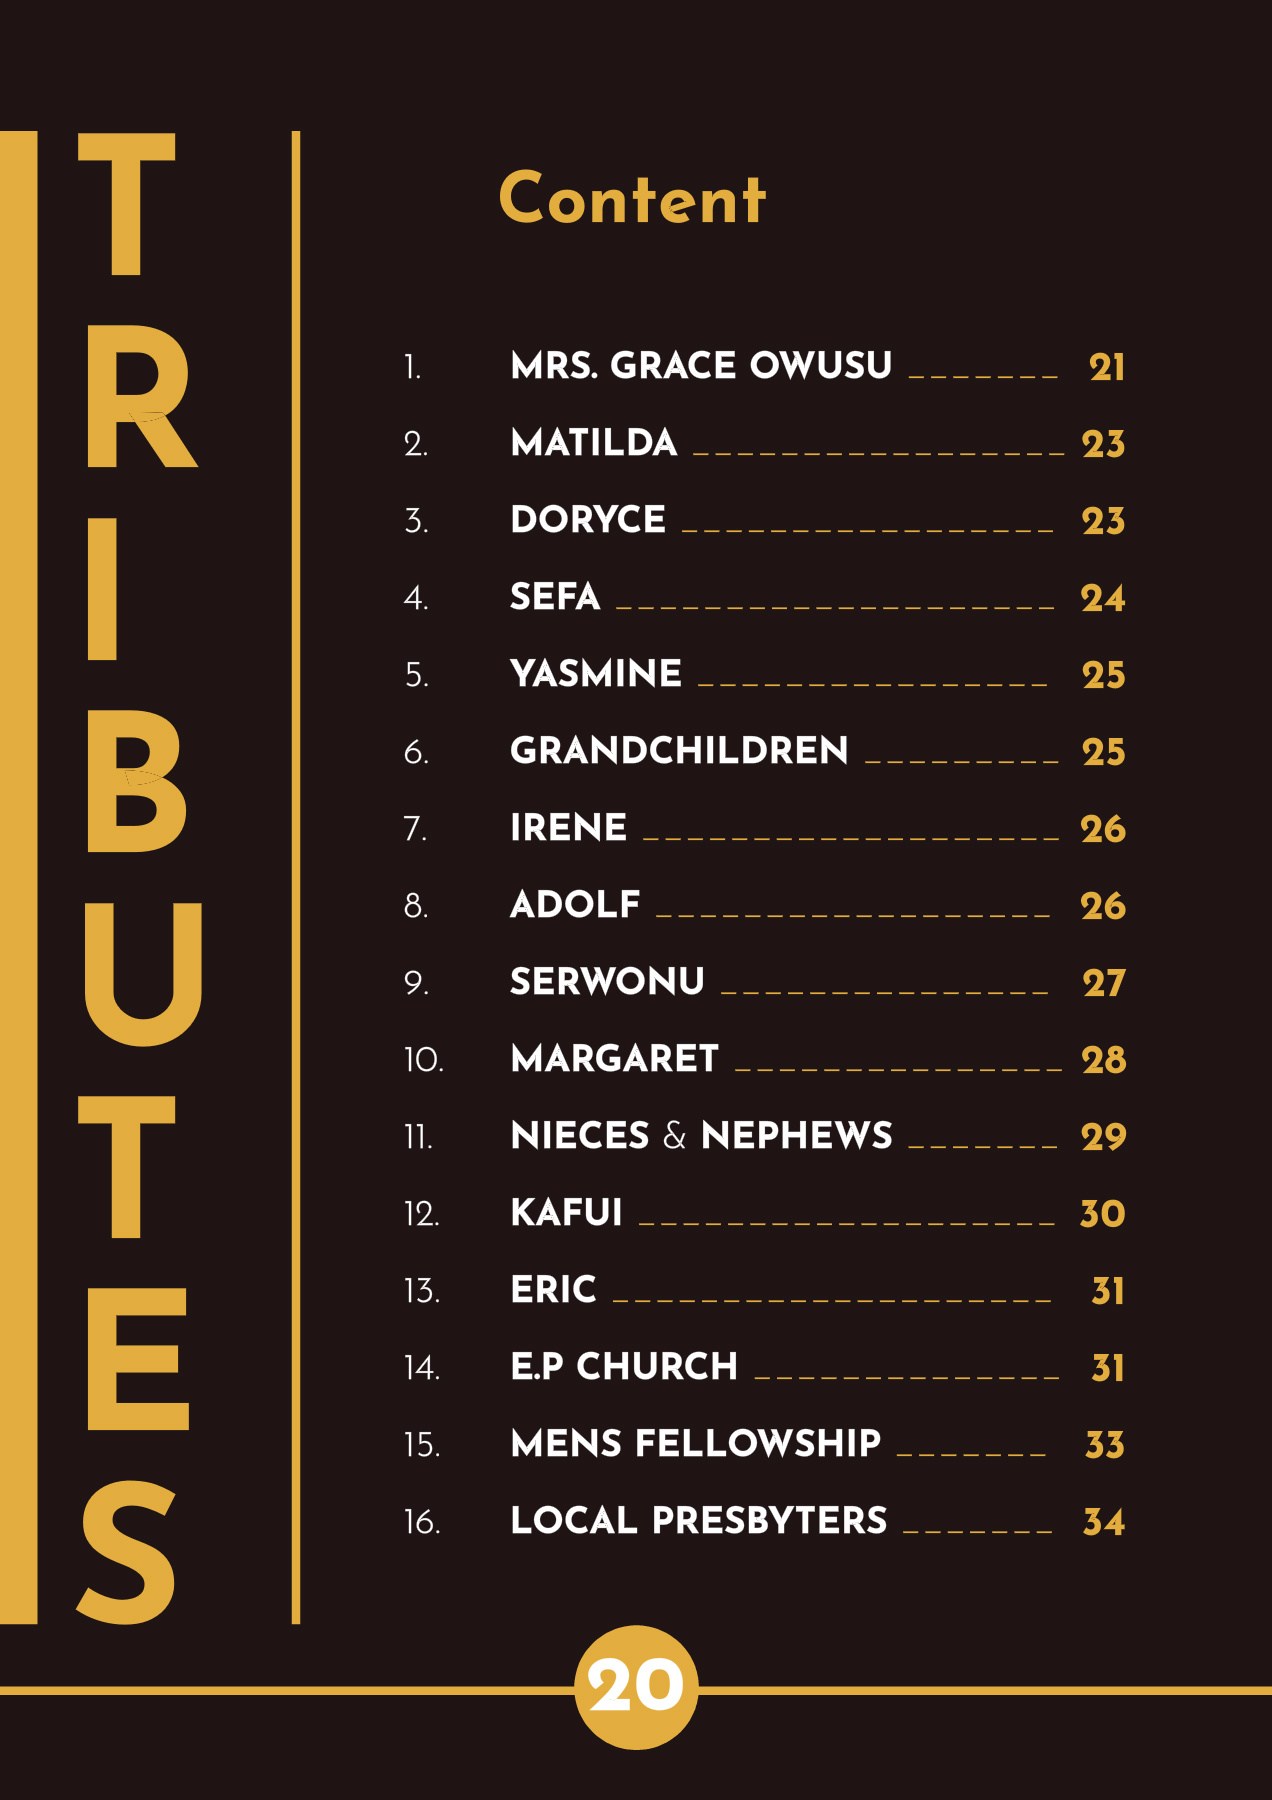 TRIBUTES
Content
1. MRS. GRACE OWUSU _ _ _ _ _ _ _ 21
2. MATILDA _ _ _ _ _ _ _ _ _ _ _ _ _ _ _ _ _ 23
3. DORYCE _ _ _ _ _ _ _ _ _ _ _ _ _ _ _ _ _ 23
4. SEFA _ _ _ _ _ _ _ _ _ _ _ _ _ _ _ _ _ _ _ _ 24
5. YASMINE _ _ _ _ _ _ _ _ _ _ _ _ _ _ _ _ 25
6. GRANDCHILDREN _ _ _ _ _ _ _ _ _ 25
7. IRENE _ _ _ _ _ _ _ _ _ _ _ _ _ _ _ _ _ _ _ 26
8. ADOLF _ _ _ _ _ _ _ _ _ _ _ _ _ _ _ _ _ _ 26
9. SERWONU _ _ _ _ _ _ _ _ _ _ _ _ _ _ _ 27
10. MARGARET _ _ _ _ _ _ _ _ _ _ _ _ _ _ _ 28
11. NIECES & NEPHEWS _ _ _ _ _ _ _ 29
12. KAFUI _ _ _ _ _ _ _ _ _ _ _ _ _ _ _ _ _ _ _ 30
13. ERIC _ _ _ _ _ _ _ _ _ _ _ _ _ _ _ _ _ _ _ _ 31
14. E.P CHURCH _ _ _ _ _ _ _ _ _ _ _ _ _ _ 31
15. MENS FELLOWSHIP _ _ _ _ _ _ _ 33
16. LOCAL PRESBYTERS _ _ _ _ _ _ _ 34
20